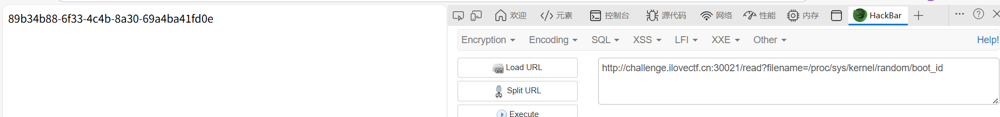 89b34b88-6f33-4c4b-8a30-69a4ba41fd0e
欢迎 元素 控制台 源代码 网络 性能 内存 HackBar
Encryption Encoding SQL XSS LFI XXE Other Help!
Load URL
http://challenge.ilovectf.cn:30021/read?filename=/proc/sys/kernel/random/boot_id
Split URL
Execute